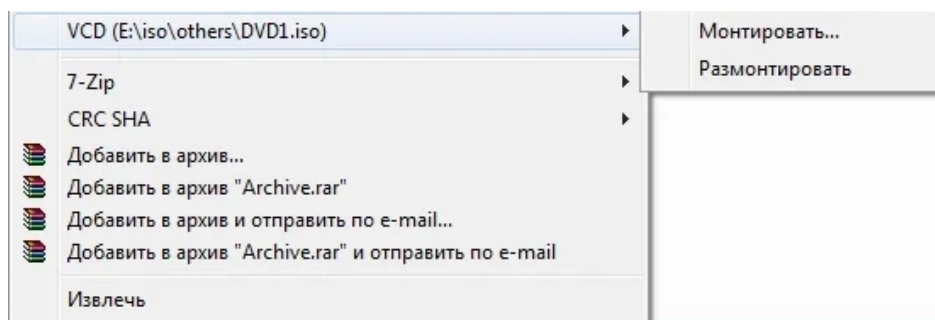 VCD (E:\iso\others\DVD1.iso)
Монтировать...
Размонтировать
7-Zip
CRC SHA
Добавить в архив...
Добавить в архив "Archive.rar"
Добавить в архив и отправить по e-mail...
Добавить в архив "Archive.rar" и отправить по e-mail
Извлечь